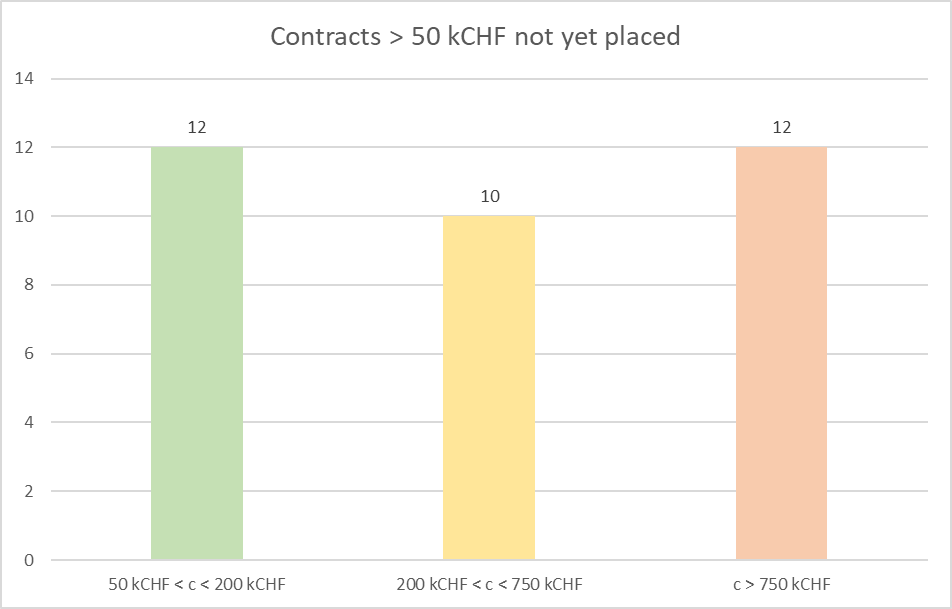 Contracts > 50 kCHF not yet placed
14
12
10
8
6
4
2
0
12
10
12
50 kCHF < c < 200 kCHF
200 kCHF < c < 750 kCHF
c > 750 kCHF